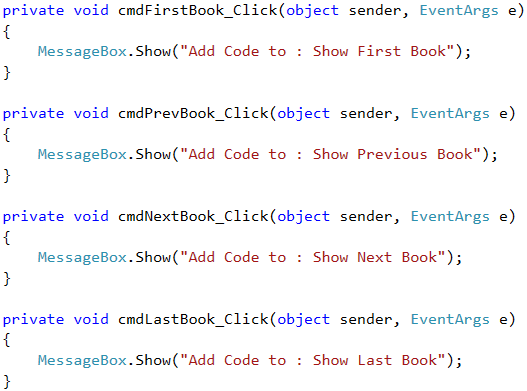 private void cmdFirstBook_Click(object sender, EventArgs e)
{
    MessageBox.Show("Add Code to : Show First Book");
}

private void cmdPrevBook_Click(object sender, EventArgs e)
{
    MessageBox.Show("Add Code to : Show Previous Book");
}

private void cmdNextBook_Click(object sender, EventArgs e)
{
    MessageBox.Show("Add Code to : Show Next Book");
}

private void cmdLastBook_Click(object sender, EventArgs e)
{
    MessageBox.Show("Add Code to : Show Last Book");
}